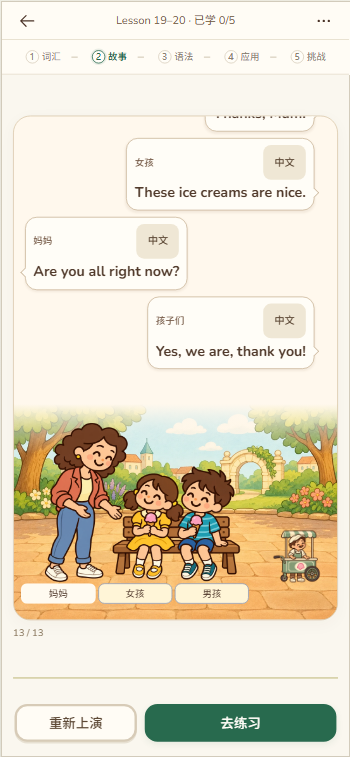 Lesson 19–20 · 已学 0/5
1 词汇 – 2 故事 – 3 语法 – 4 应用 – 5 挑战
Thanks, Mum!
女孩 中文
These ice creams are nice.
妈妈 中文
Are you all right now?
孩子们 中文
Yes, we are, thank you!
妈妈 女孩 男孩
13 / 13
重新上演 去练习